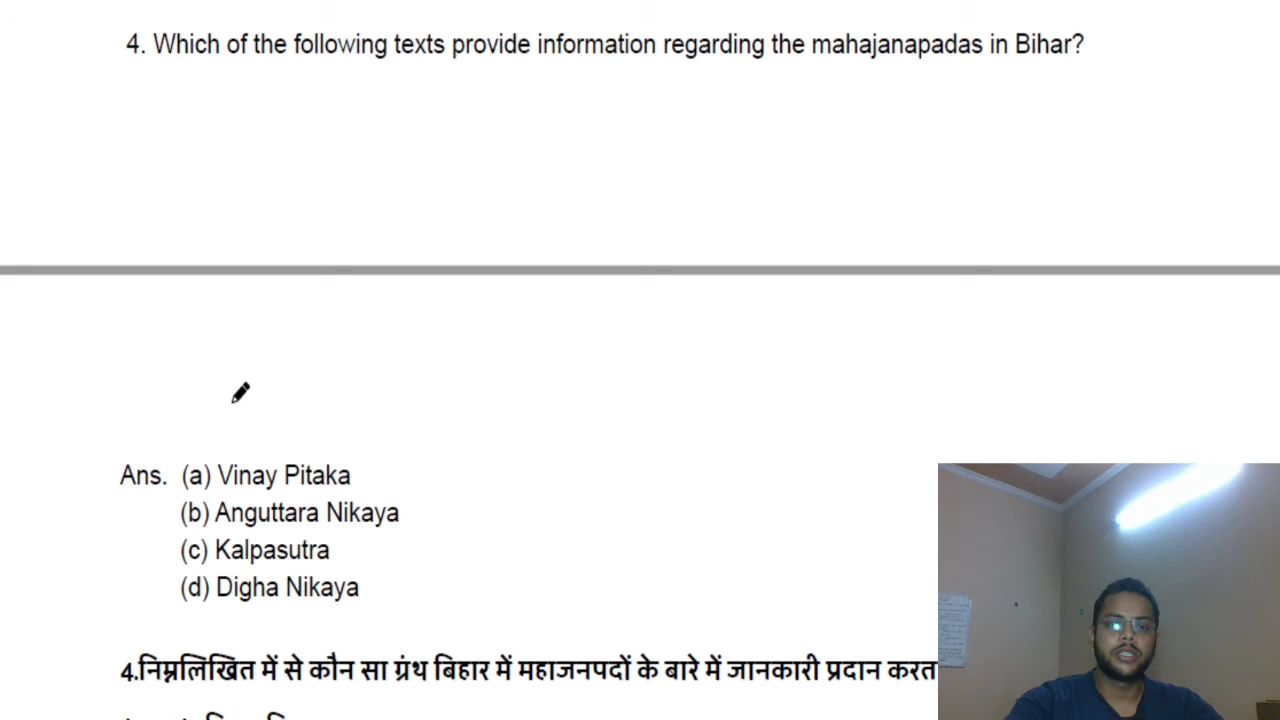 4. Which of the following texts provide information regarding the mahajanapadas in Bihar?
Ans. (a) Vinay Pitaka
(b) Anguttara Nikaya
(c) Kalpasutra
(d) Digha Nikaya
4.निम्नलिखित में से कौन सा ग्रंथ बिहार में महाजनपदों के बारे में जानकारी प्रदान करत